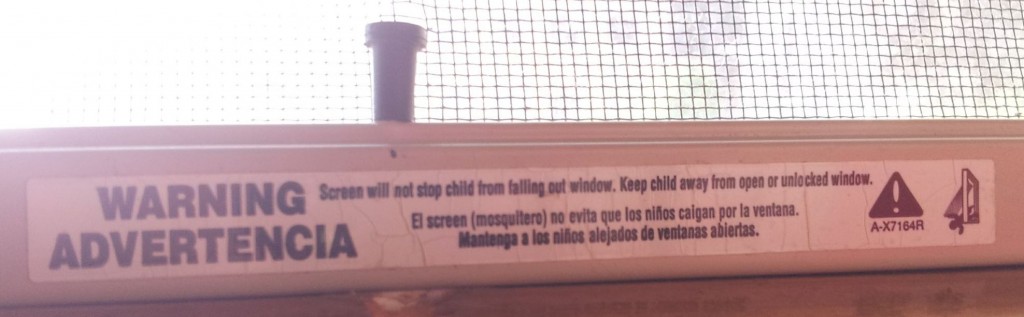 WARNING
ADVERTENCIA
Screen will not stop child from falling out window. Keep child away from open or unlocked window.
El screen (mosquitero) no evita que los niños caigan por la ventana.
Mantenga a los niños alejados de ventanas abiertas.
A-X7164R